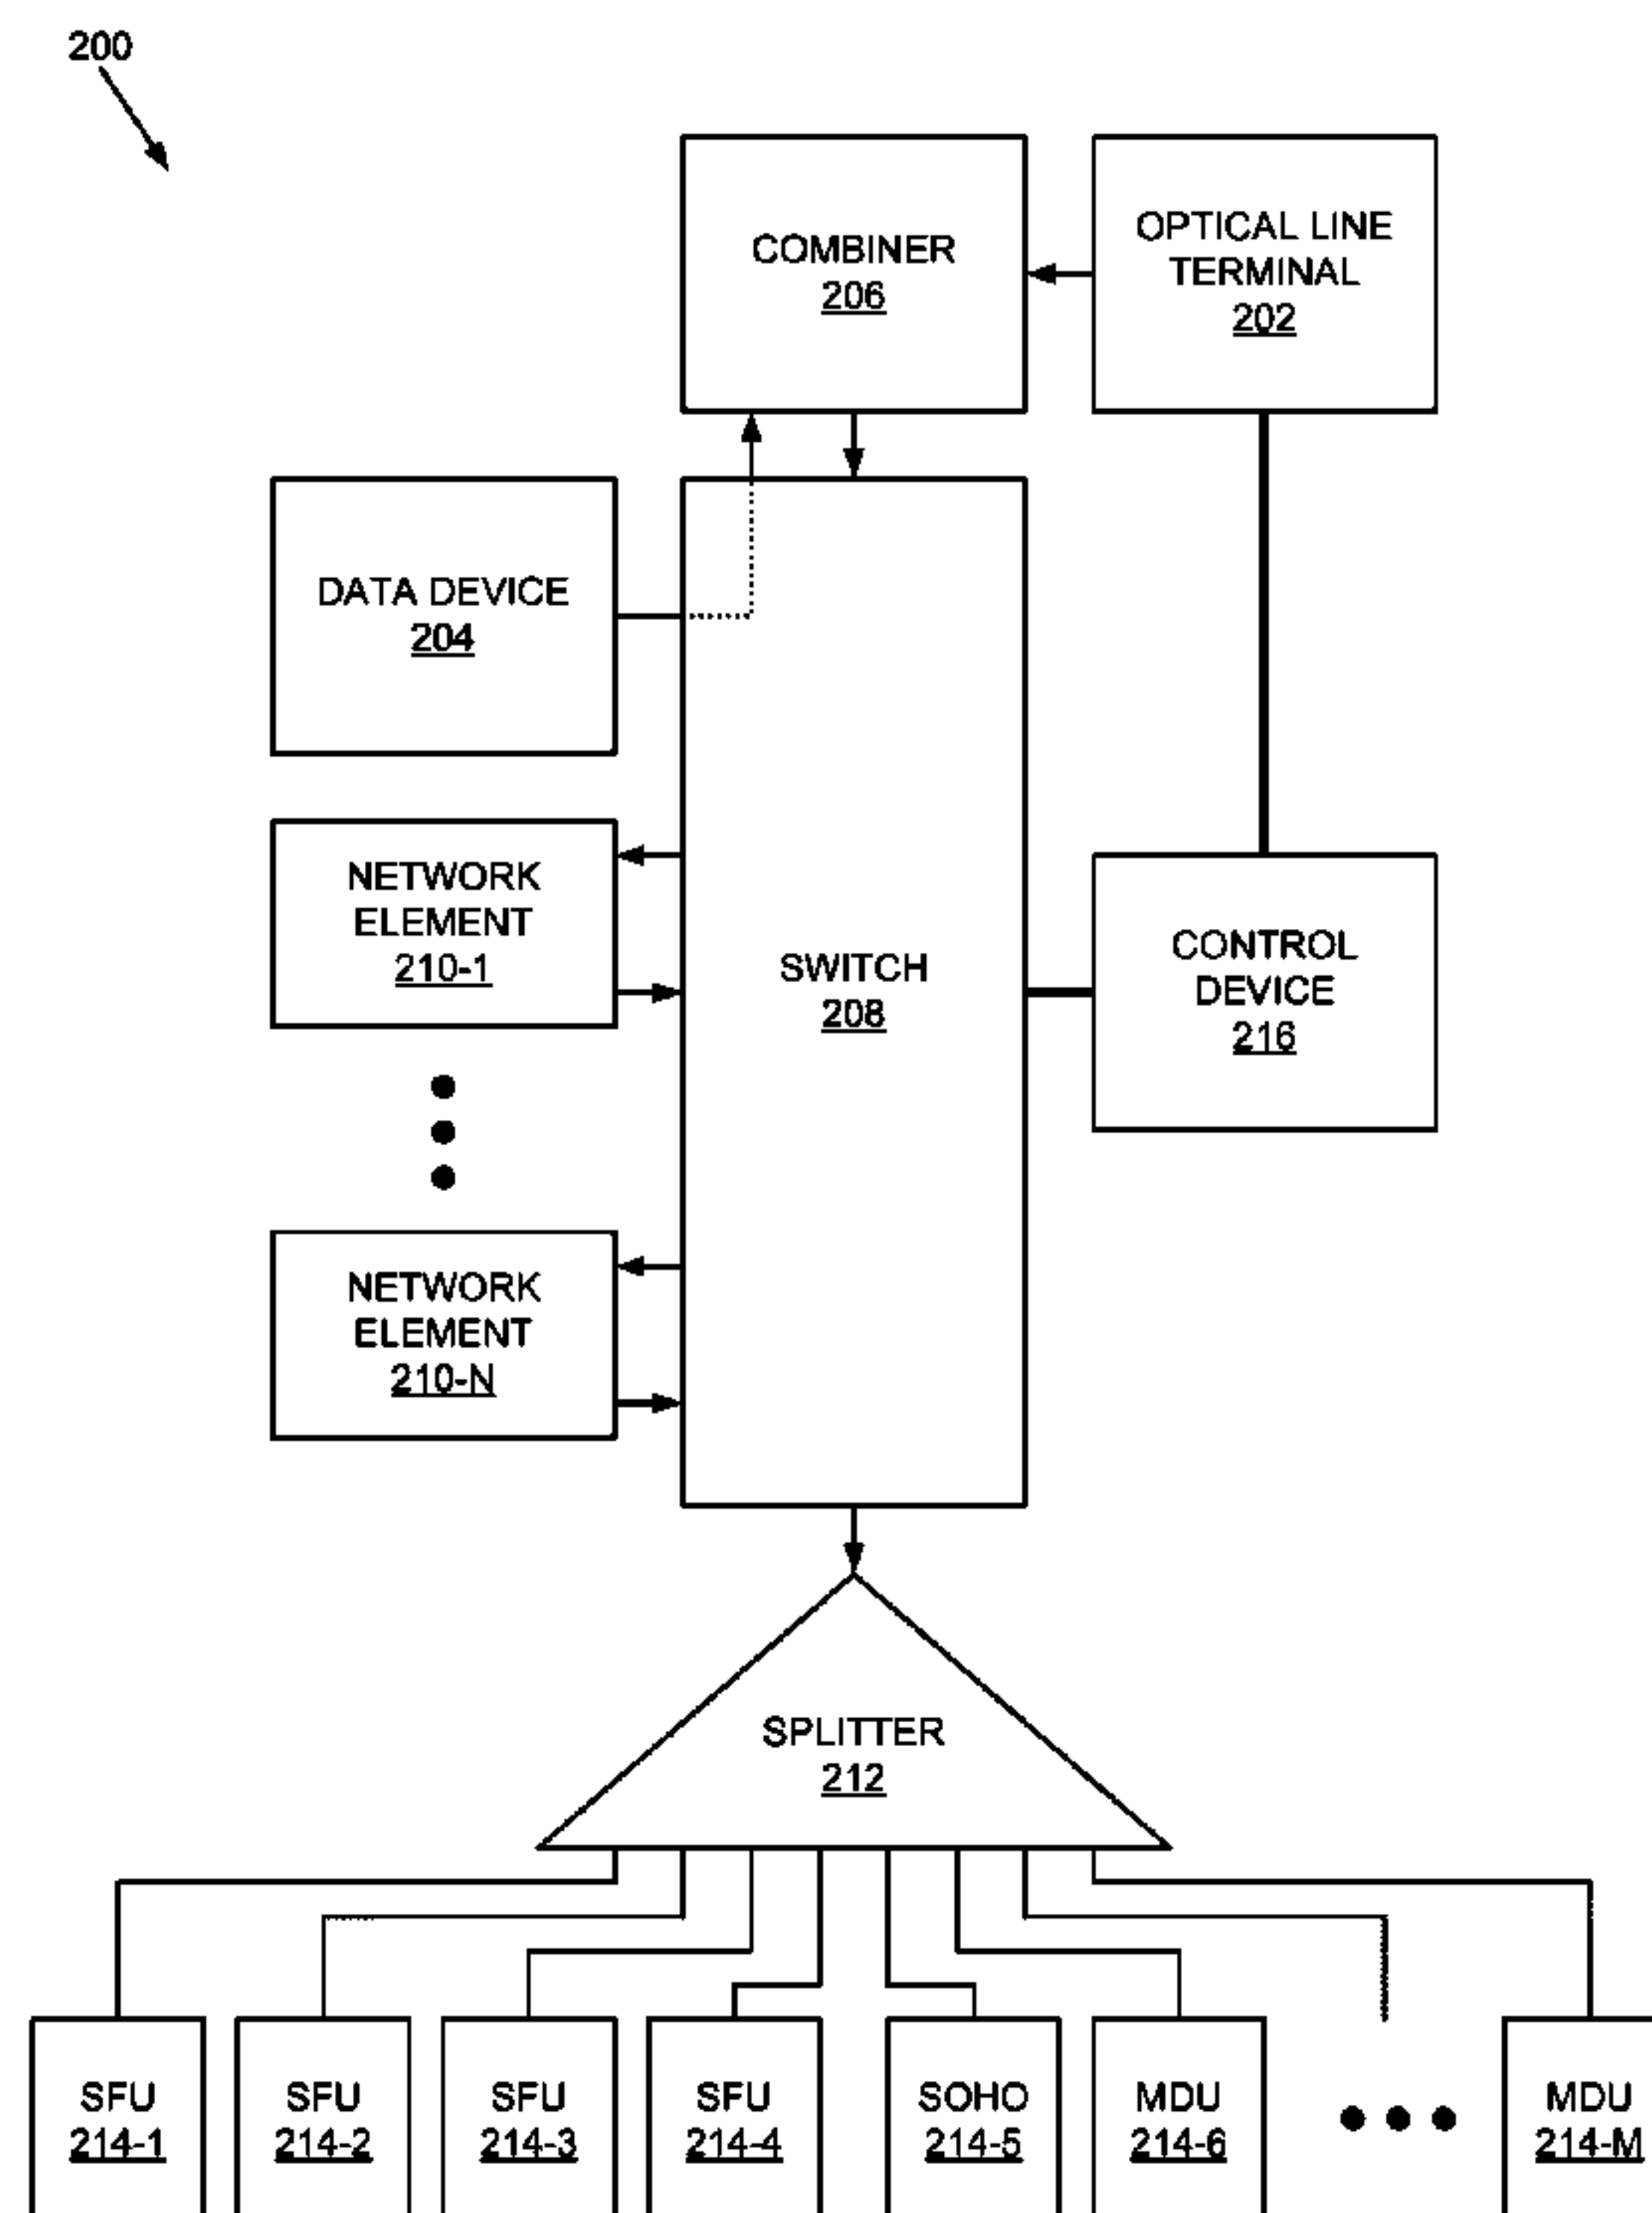 200
COMBINER
206
OPTICAL LINE
TERMINAL
202
DATA DEVICE
204
NETWORK
ELEMENT
210-1
SWITCH
208
CONTROL
DEVICE
216
NETWORK
ELEMENT
210-N
SPLITTER
212
SFU
214-1
SFU
214-2
SFU
214-3
SFU
214-4
SOHO
214-5
MDU
214-6
MDU
214-M